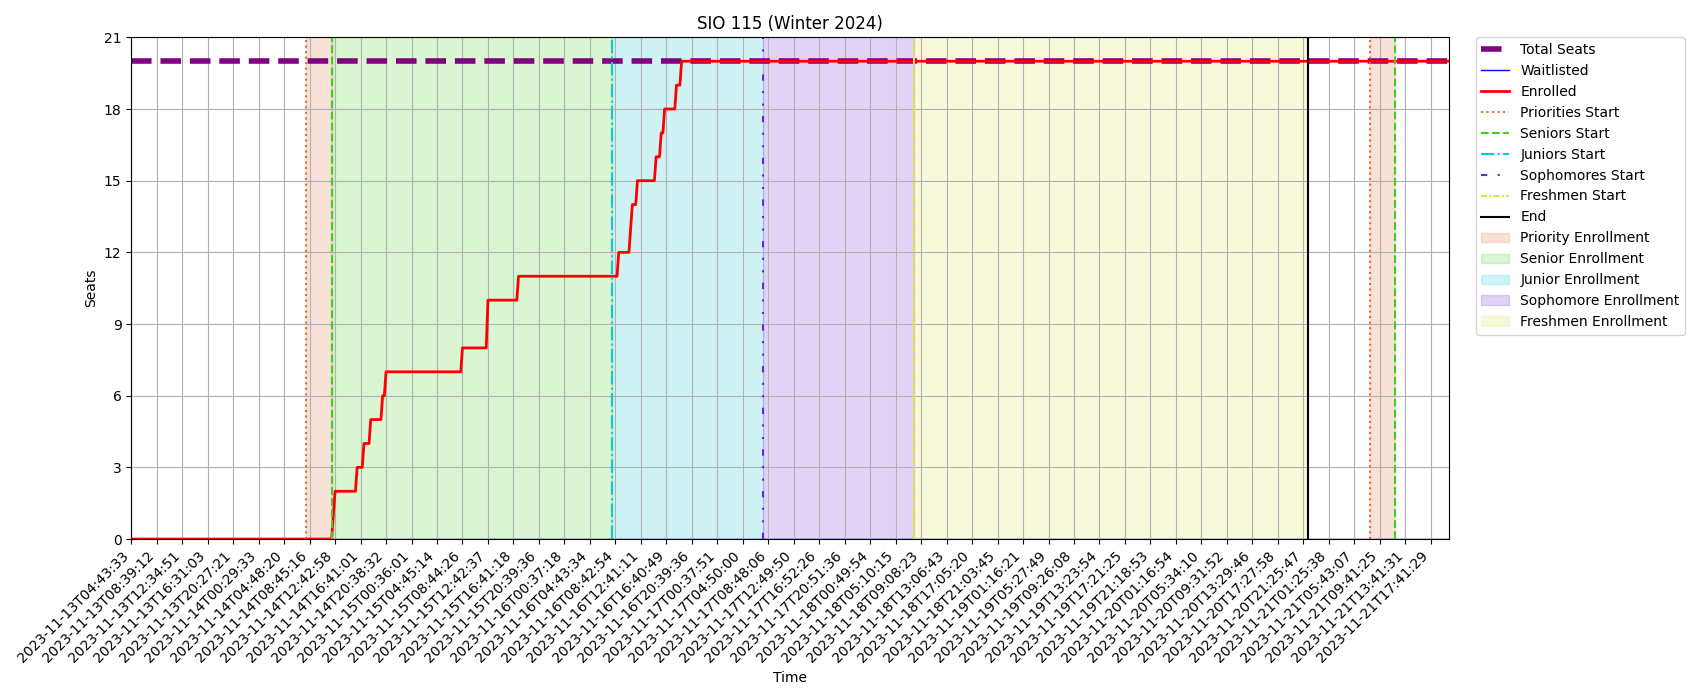 SIO 115 (Winter 2024)
21
18
15
12
9
6
3
0
Seats
2023-11-13T04:43:33
2023-11-13T08:39:12
2023-11-13T12:34:51
2023-11-13T16:31:03
2023-11-13T20:27:21
2023-11-14T00:29:33
2023-11-14T04:48:20
2023-11-14T08:45:16
2023-11-14T12:42:58
2023-11-14T16:41:01
2023-11-14T20:38:32
2023-11-15T00:36:01
2023-11-15T04:45:14
2023-11-15T08:44:26
2023-11-15T12:42:37
2023-11-15T16:41:18
2023-11-15T20:39:36
2023-11-16T00:37:18
2023-11-16T04:43:34
2023-11-16T08:42:54
2023-11-16T12:41:11
2023-11-16T16:40:49
2023-11-16T20:39:36
2023-11-17T00:37:51
2023-11-17T04:50:00
2023-11-17T08:48:06
2023-11-17T12:49:50
2023-11-17T16:52:26
2023-11-17T20:51:36
2023-11-18T00:49:54
2023-11-18T05:10:15
2023-11-18T09:08:23
2023-11-18T13:06:43
2023-11-18T17:05:20
2023-11-18T21:03:45
2023-11-19T01:16:21
2023-11-19T05:27:49
2023-11-19T09:26:08
2023-11-19T13:23:54
2023-11-19T17:21:25
2023-11-19T21:18:53
2023-11-20T01:16:54
2023-11-20T05:34:10
2023-11-20T09:31:52
2023-11-20T13:29:46
2023-11-20T17:27:58
2023-11-20T21:25:47
2023-11-21T01:25:38
2023-11-21T05:43:07
2023-11-21T09:41:25
2023-11-21T13:41:31
2023-11-21T17:41:29
Time
Total Seats
Waitlisted
Enrolled
Priorities Start
Seniors Start
Juniors Start
Sophomores Start
Freshmen Start
End
Priority Enrollment
Senior Enrollment
Junior Enrollment
Sophomore Enrollment
Freshmen Enrollment